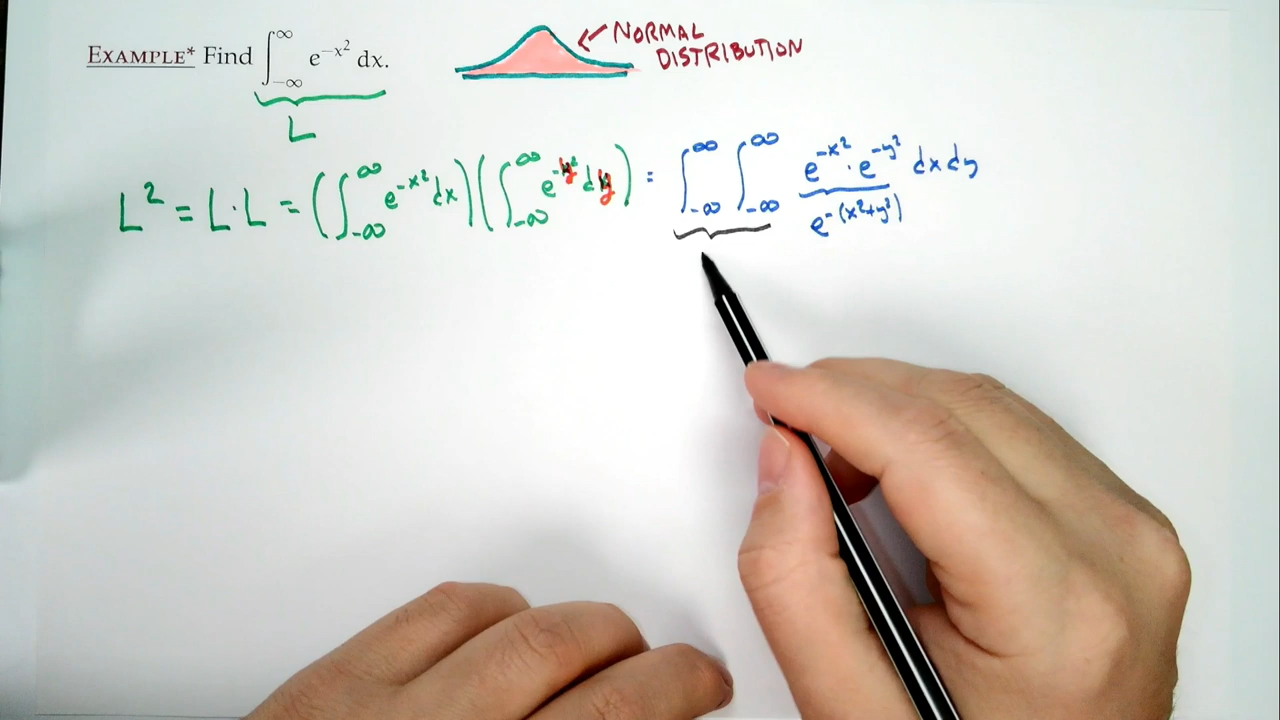 EXAMPLE* Find ∫_{-∞}^{∞} e^{-x²} dx.
NORMAL
DISTRIBUTION
L
L² = L·L = (∫_{-∞}^{∞} e^{-x²} dx)(∫_{-∞}^{∞} e^{-y²} dy) = ∫_{-∞}^{∞} ∫_{-∞}^{∞} e^{-x²}·e^{-y²} dx dy
e^{-(x²+y²)}